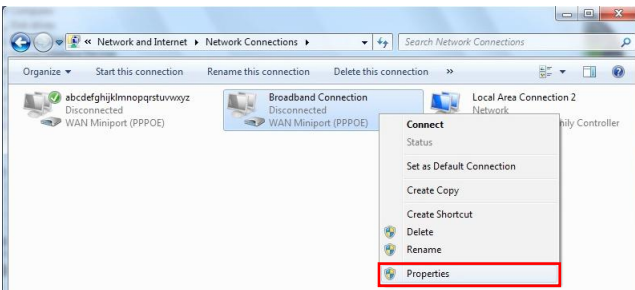 « Network and Internet ▸ Network Connections ▸
Search Network Connections
Organize ▾ Start this connection Rename this connection Delete this connection »
abcdefghijklmnopqrstuvwxyz
Disconnected
WAN Miniport (PPPOE)
Broadband Connection
Disconnected
WAN Miniport (PPPOE)
Local Area Connection 2
Network
mily Controller
Connect
Status
Set as Default Connection
Create Copy
Create Shortcut
Delete
Rename
Properties